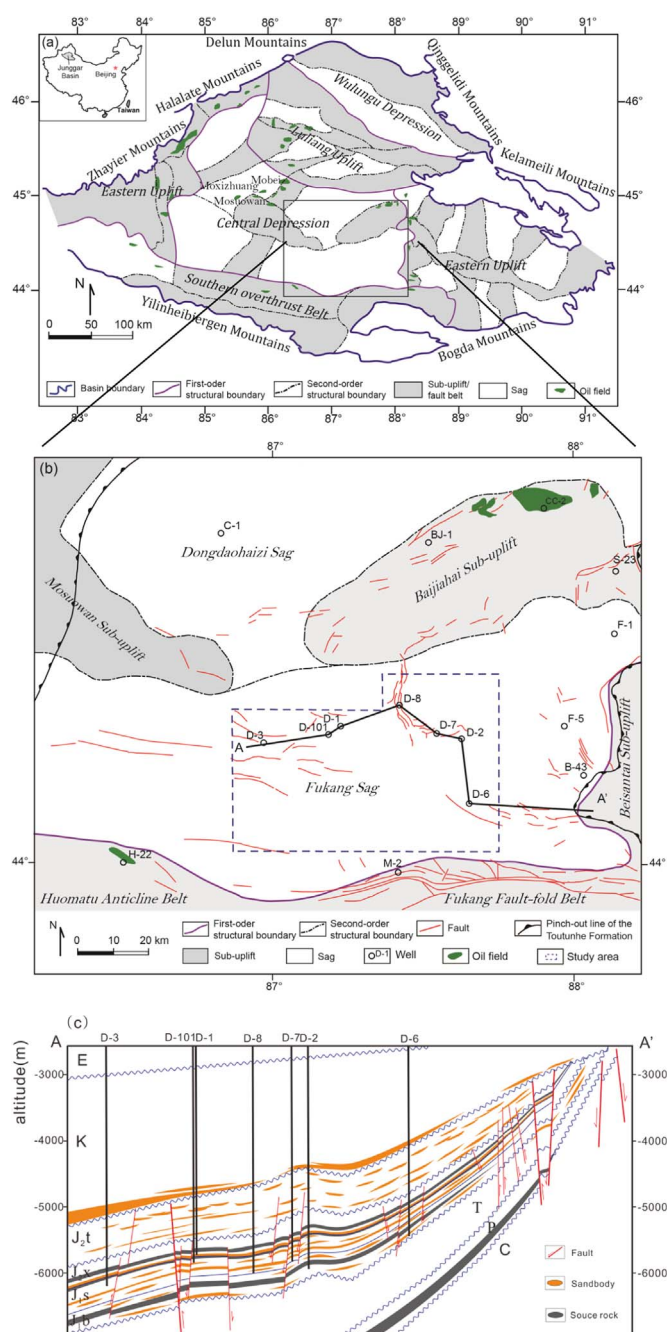 83° 84° 85° 86° 87° 88° 89° 90° 91°
(a)
Junggar
Basin
Beijing
Taiwan
Delun Mountains
Halalate Mountains
Zhayier Mountains
Qinggelidi Mountains
Kelameili Mountains
46° 46°
45° 45°
44° 44°
Wulungu Depression
Luliang Uplift
Mobei
Moxizhuang
Mosuowan
Eastern Uplift
Central Depression
Eastern Uplift
Southern overthrust Belt
Yilinheibiergen Mountains
Bogda Mountains
N
0 50 100 km
Basin boundary
First-oder
structural boundary
Second-order
structural boundary
Sub-uplift/
fault belt
Sag
Oil field
83° 84° 85° 86° 87° 88° 89° 90° 91°
87° 88°
(b)
C-1
Dongdaohaizi Sag
BJ-1
CC-2
Baijiahai Sub-uplift
S-23
Mosuowan Sub-uplift
F-1
D-8
D-1
D-101
D-3
A
D-7
D-2
F-5
B-43
Beisantai Sub-uplift
Fukang Sag
D-6
A'
44° 44°
H-22
M-2
Huomatu Anticline Belt
Fukang Fault-fold Belt
N
0 10 20 km
First-oder
structural boundary
Second-order
structural boundary
Fault
Pinch-out line of the
Toutunhe Formation
Sub-uplift
Sag
D-1
Well
Oil field
Study area
87° 88°
(c)
A A'
D-3 D-101 D-1 D-8 D-7 D-2 D-6
altitude(m)
-3000 -3000
-4000 -4000
-5000 -5000
-6000 -6000
E
K
J₂t
J₂x
J₁s
J₁b
T
P
C
Fault
Sandbody
Souce rock